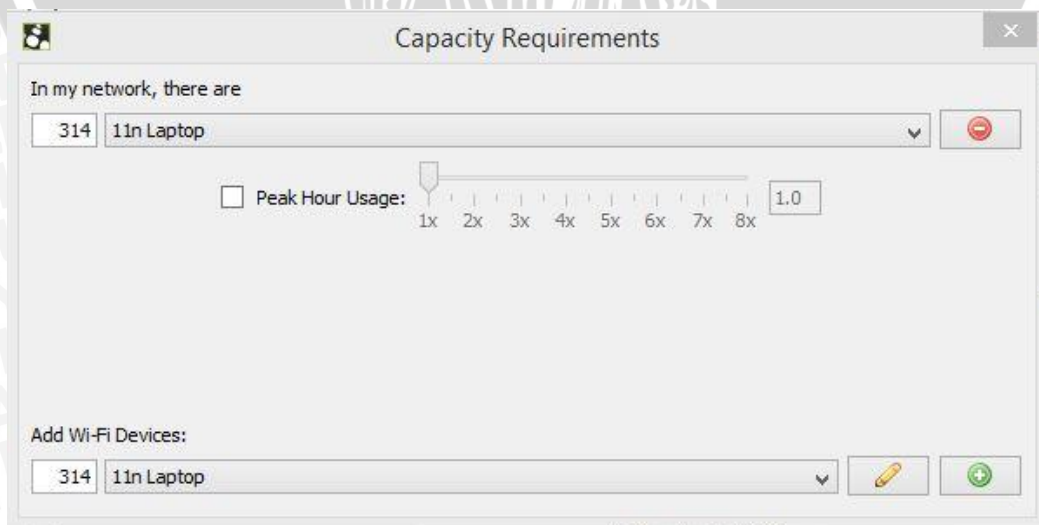 Capacity Requirements
In my network, there are
314 11n Laptop
Peak Hour Usage: 1.0
1x 2x 3x 4x 5x 6x 7x 8x
Add Wi-Fi Devices:
314 11n Laptop